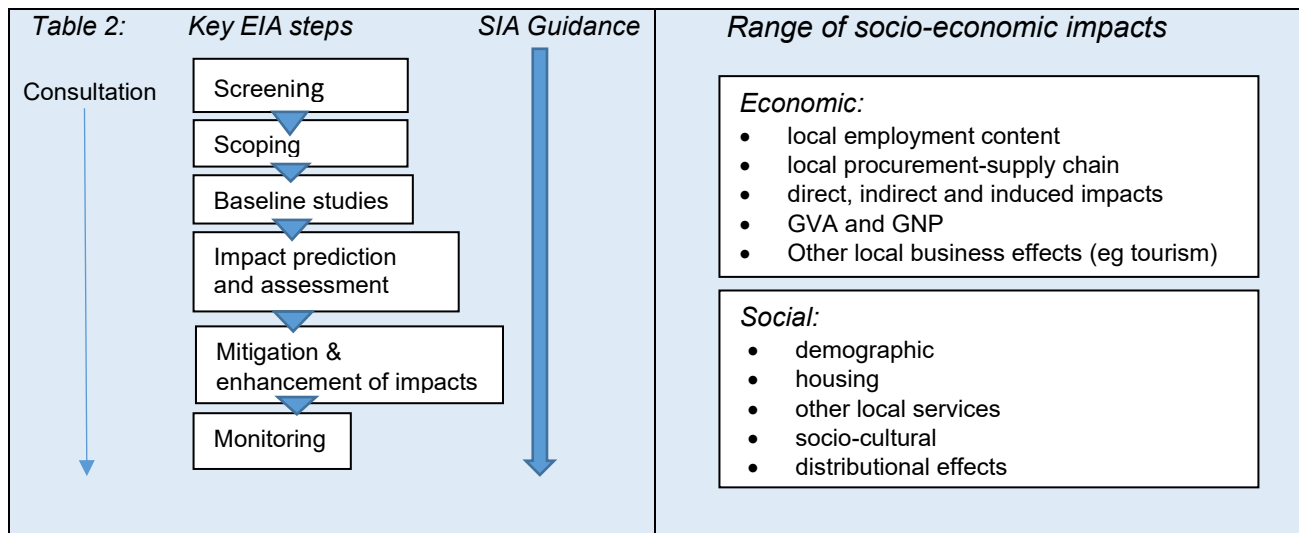 Table 2: Key EIA steps SIA Guidance
Consultation
Screening
Scoping
Baseline studies
Impact prediction
and assessment
Mitigation &
enhancement of impacts
Monitoring
Range of socio-economic impacts
Economic:
• local employment content
• local procurement-supply chain
• direct, indirect and induced impacts
• GVA and GNP
• Other local business effects (eg tourism)
Social:
• demographic
• housing
• other local services
• socio-cultural
• distributional effects